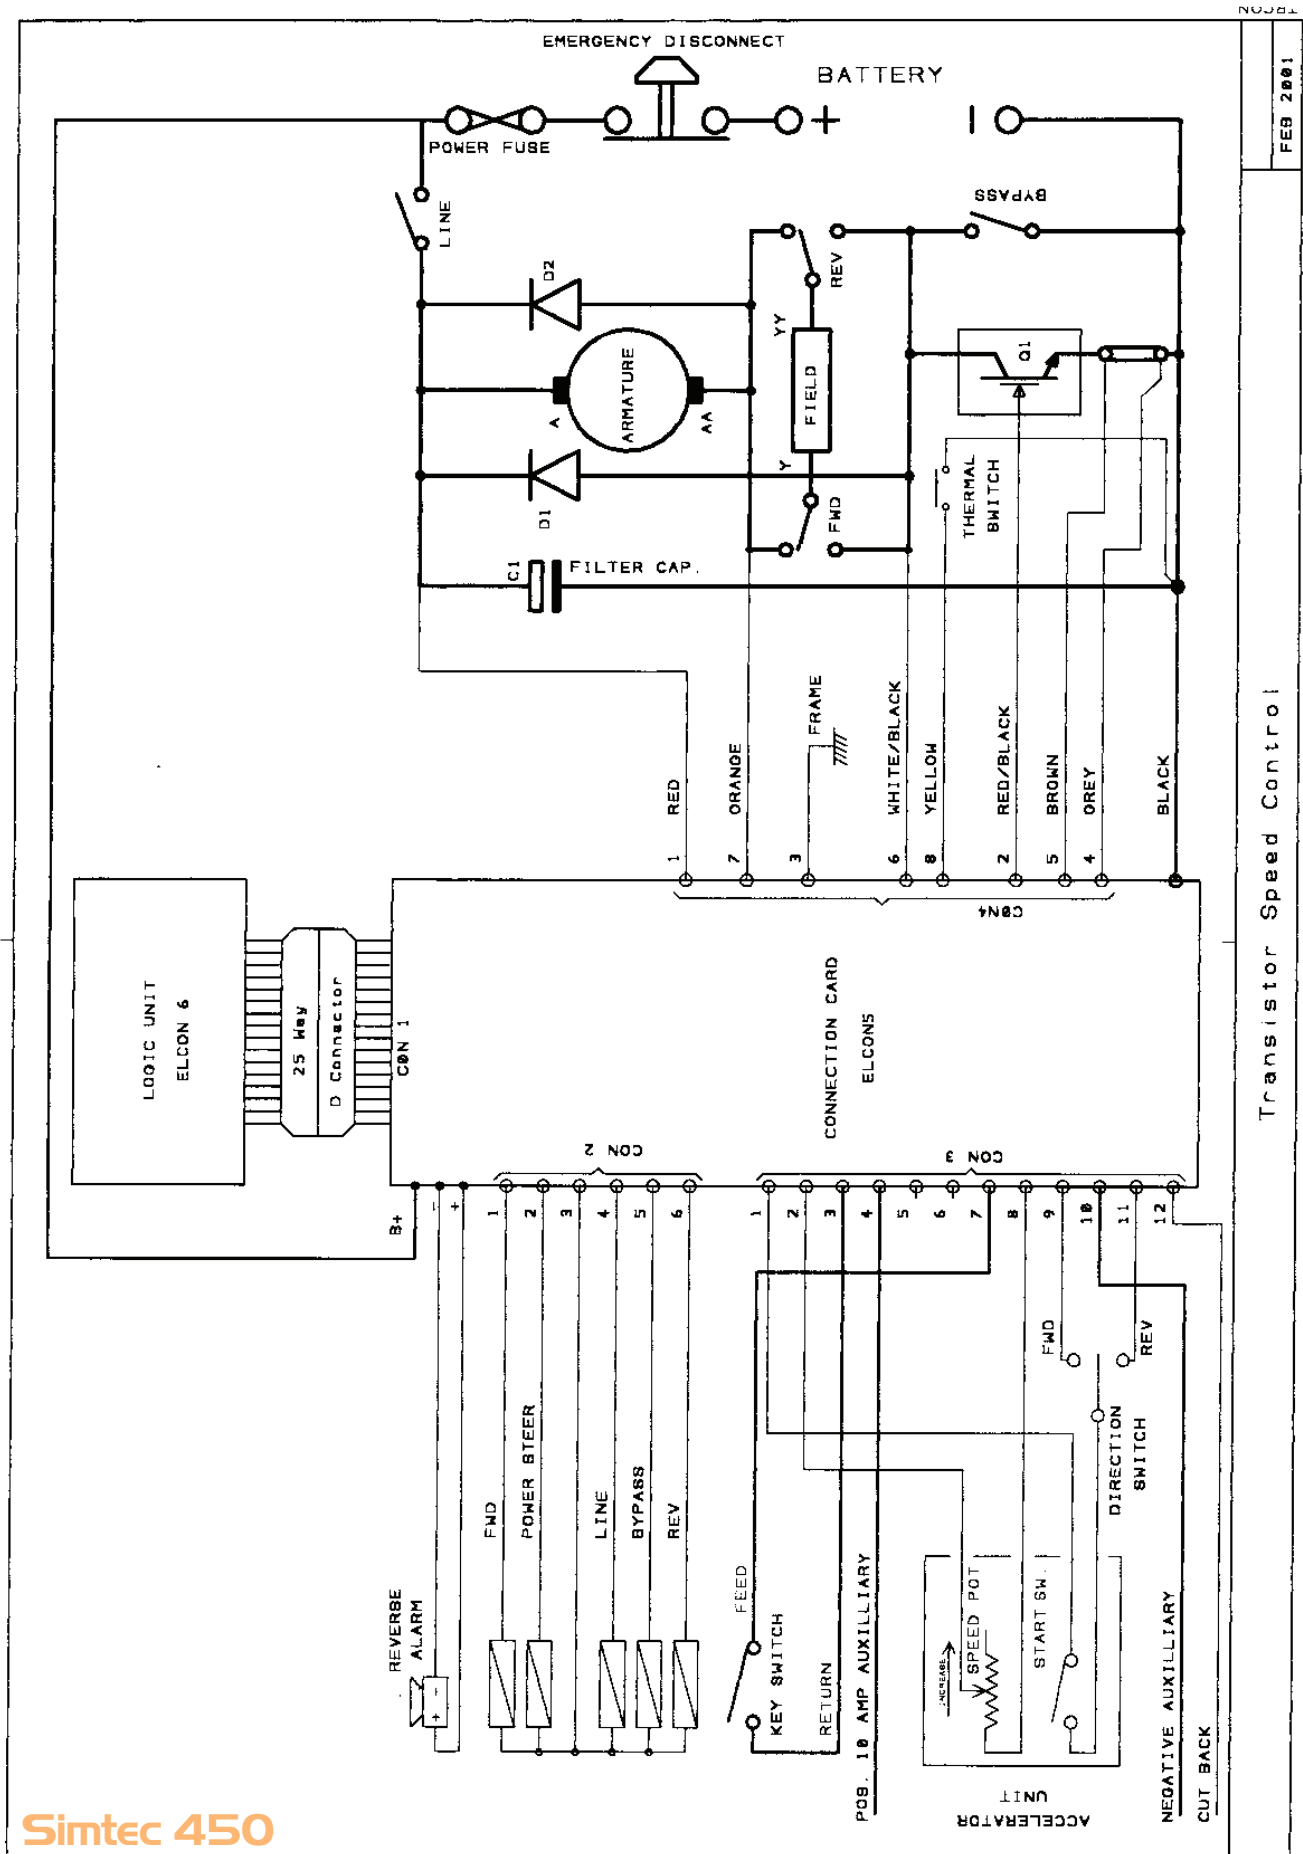 FEB 2001
EMERGENCY DISCONNECT
BATTERY
+
POWER FUSE
LINE
BYPASS
D2
REV
YY
ARMATURE
A
AA
FIELD
Q1
Y
D1
FWD
THERMAL
SWITCH
C1
FILTER CAP.
FRAME
RED
ORANGE
WHITE/BLACK
YELLOW
RED/BLACK
BROWN
GREY
BLACK
1
7
3
6
8
2
5
4
CON4
Transistor Speed Control
LOGIC UNIT
ELCON 6
25 Way
D Connector
CON 1
CONNECTION CARD
ELCON5
CON 2
CON 3
B+
-
+
1
2
3
4
5
6
1
2
3
4
5
6
7
8
9
10
11
12
FWD
REV
DIRECTION
SWITCH
FWD
POWER STEER
LINE
BYPASS
REV
REVERSE
ALARM
+ -
FEED
KEY SWITCH
RETURN
POS. 10 AMP AUXILLIARY
INCREASE
SPEED POT
START SW.
ACCELERATOR
UNIT
NEGATIVE AUXILLIARY
CUT BACK
Simtec 450